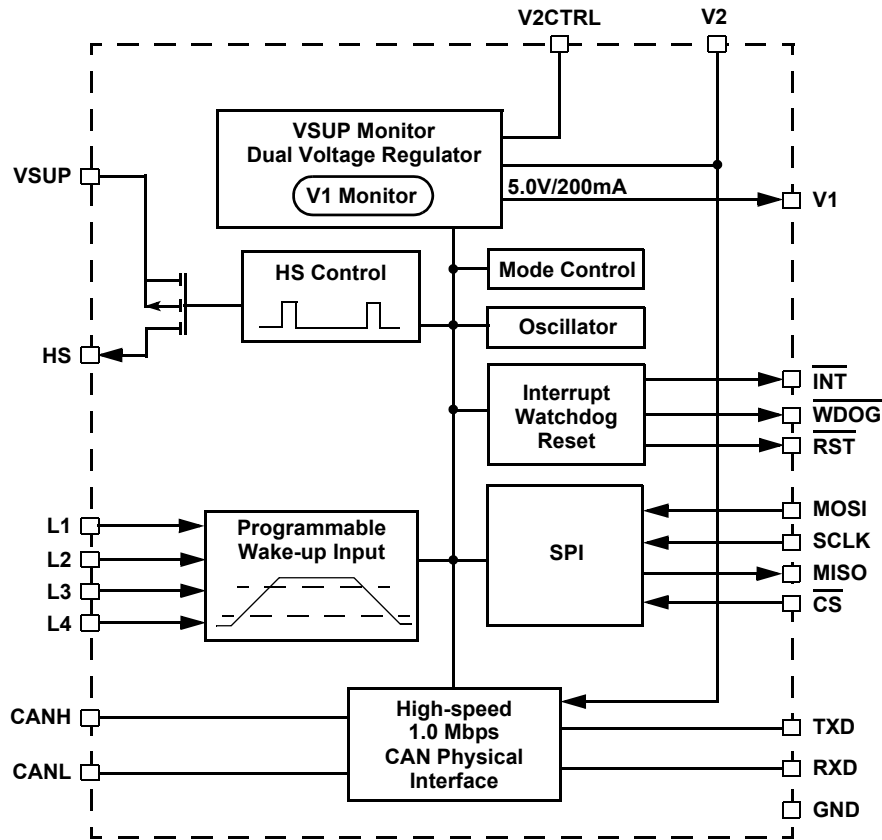 V2CTRL
V2
VSUP Monitor
Dual Voltage Regulator
V1 Monitor
VSUP
5.0V/200mA
V1
HS Control
Mode Control
Oscillator
HS
Interrupt
Watchdog
Reset
INT
WDOG
RST
L1
L2
L3
L4
Programmable
Wake-up Input
SPI
MOSI
SCLK
MISO
CS
CANH
CANL
High-speed
1.0 Mbps
CAN Physical
Interface
TXD
RXD
GND